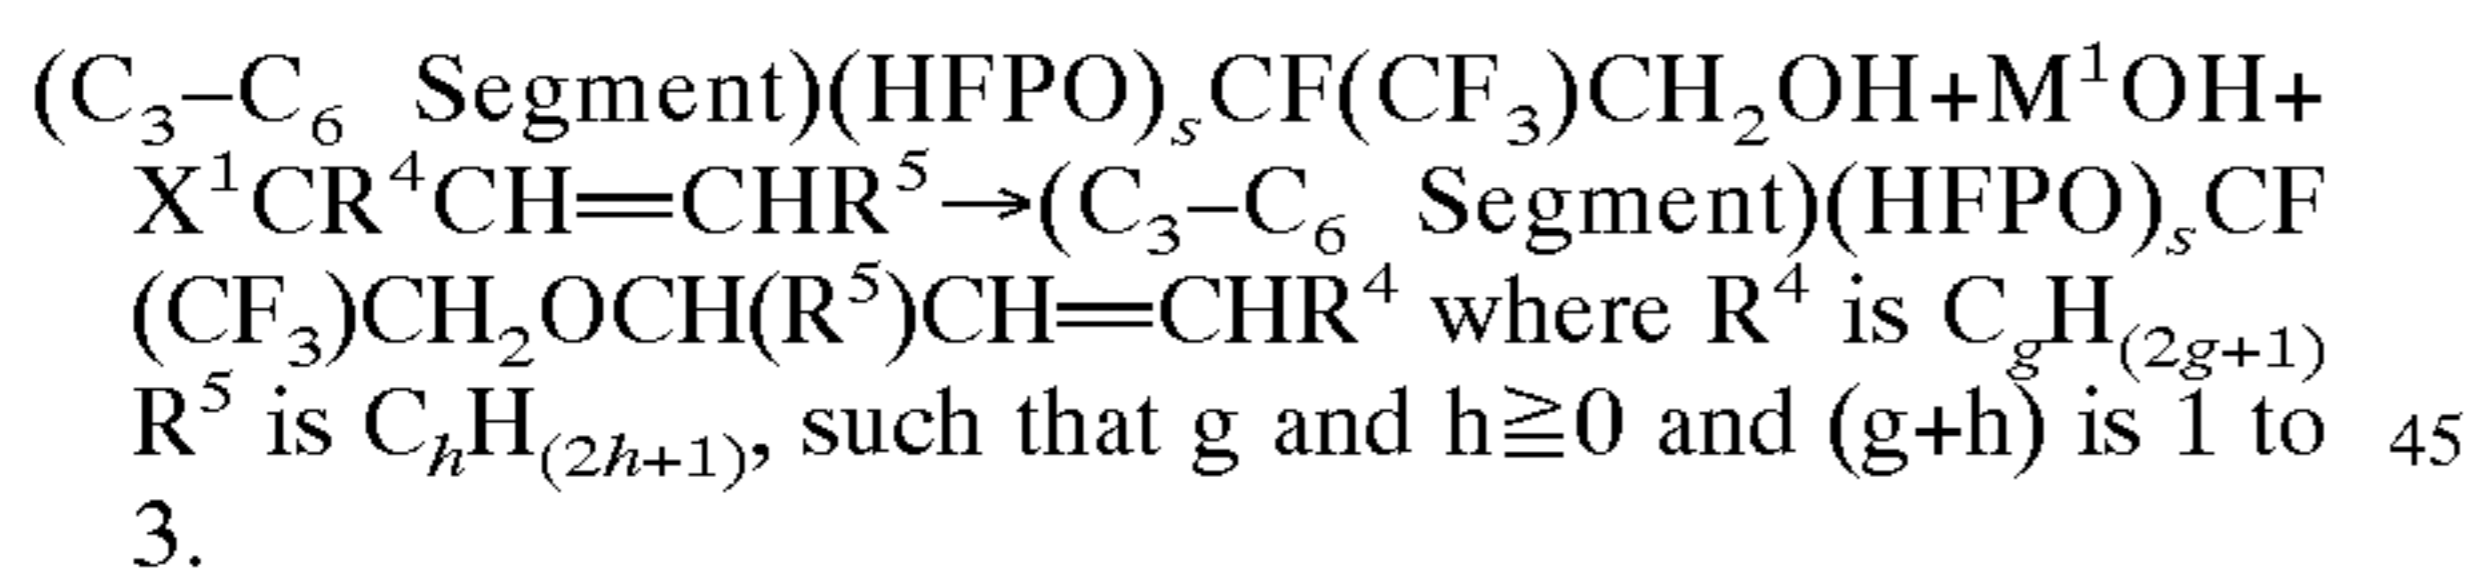 (C₃–C₆ Segment)(HFPO)ₛCF(CF₃)CH₂OH+M¹OH+
X¹CR⁴CH=CHR⁵→(C₃–C₆ Segment)(HFPO)ₛCF
(CF₃)CH₂OCH(R⁵)CH=CHR⁴ where R⁴ is C_gH_(2g+1)
R⁵ is CₕH_(2h+1), such that g and h≧0 and (g+h) is 1 to 45
3.